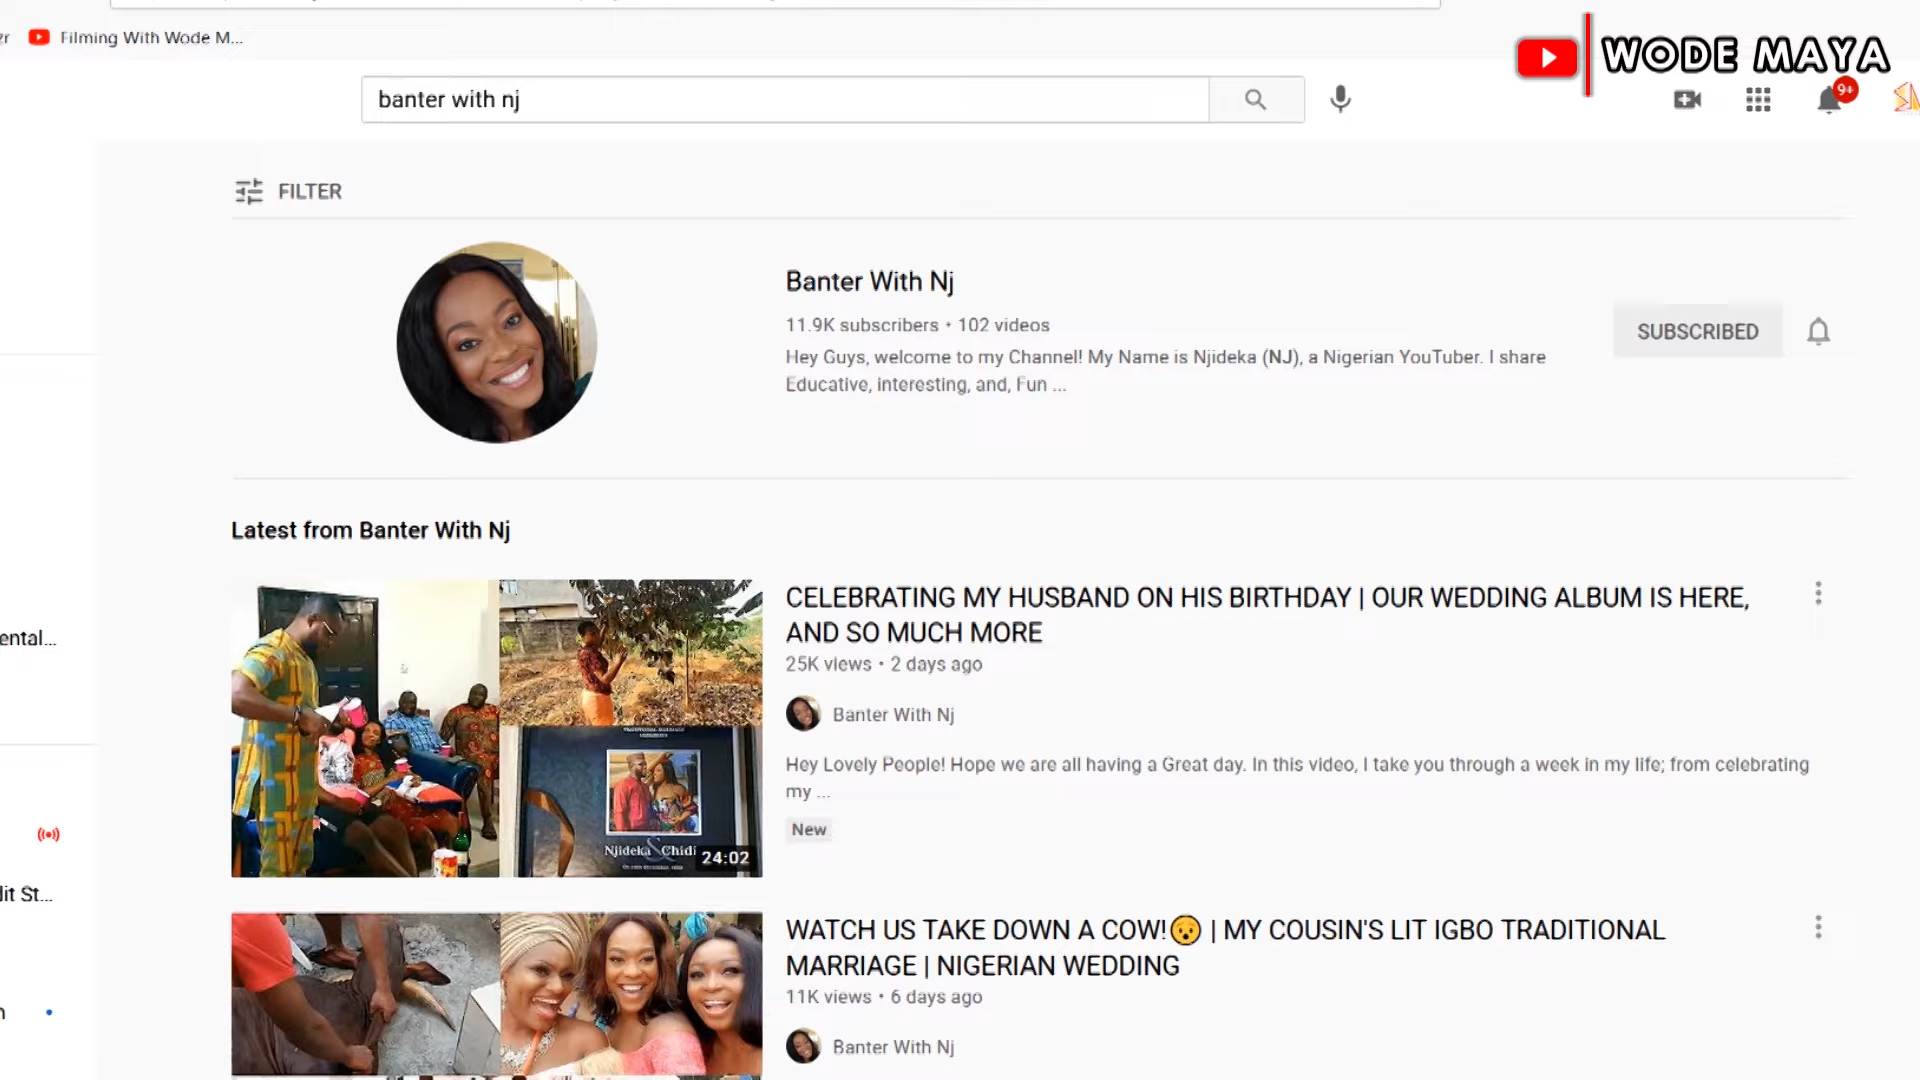 Filming With Wode M...
WODE MAYA
banter with nj
9+
FILTER
Banter With Nj
11.9K subscribers • 102 videos
SUBSCRIBED
Hey Guys, welcome to my Channel! My Name is Njideka (NJ), a Nigerian YouTuber. I share
Educative, interesting, and, Fun ...
Latest from Banter With Nj
CELEBRATING MY HUSBAND ON HIS BIRTHDAY | OUR WEDDING ALBUM IS HERE,
AND SO MUCH MORE
25K views • 2 days ago
Banter With Nj
Hey Lovely People! Hope we are all having a Great day. In this video, I take you through a week in my life; from celebrating
my ...
New
Njideka & Chidi
24:02
ental...
lit St...
WATCH US TAKE DOWN A COW!😯 | MY COUSIN'S LIT IGBO TRADITIONAL
MARRIAGE | NIGERIAN WEDDING
11K views • 6 days ago
Banter With Nj